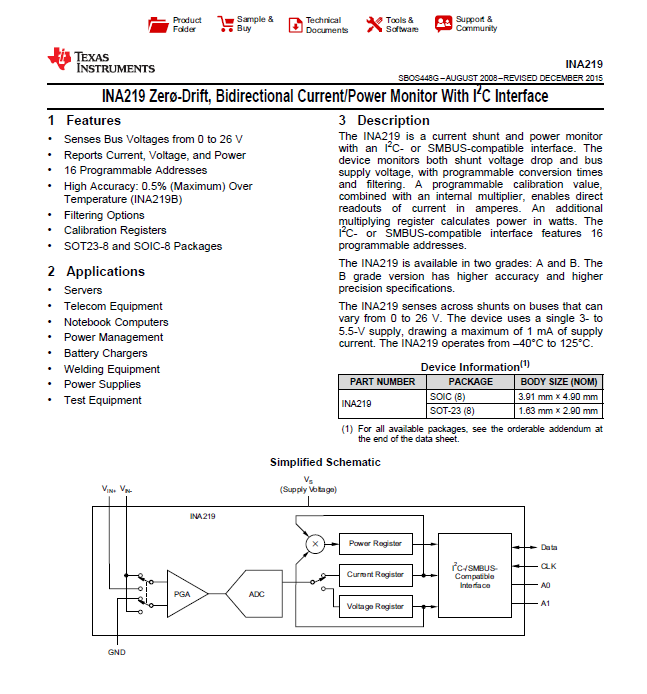 Product
Folder
Sample &
Buy
Technical
Documents
Tools &
Software
Support &
Community
TEXAS
INSTRUMENTS
INA219
SBOS448G –AUGUST 2008–REVISED DECEMBER 2015
INA219 Zerø-Drift, Bidirectional Current/Power Monitor With I2C Interface
1 Features
• Senses Bus Voltages from 0 to 26 V
• Reports Current, Voltage, and Power
• 16 Programmable Addresses
• High Accuracy: 0.5% (Maximum) Over
Temperature (INA219B)
• Filtering Options
• Calibration Registers
• SOT23-8 and SOIC-8 Packages
2 Applications
• Servers
• Telecom Equipment
• Notebook Computers
• Power Management
• Battery Chargers
• Welding Equipment
• Power Supplies
• Test Equipment
3 Description
The INA219 is a current shunt and power monitor
with an I2C- or SMBUS-compatible interface. The
device monitors both shunt voltage drop and bus
supply voltage, with programmable conversion times
and filtering. A programmable calibration value,
combined with an internal multiplier, enables direct
readouts of current in amperes. An additional
multiplying register calculates power in watts. The
I2C- or SMBUS-compatible interface features 16
programmable addresses.
The INA219 is available in two grades: A and B. The
B grade version has higher accuracy and higher
precision specifications.
The INA219 senses across shunts on buses that can
vary from 0 to 26 V. The device uses a single 3- to
5.5-V supply, drawing a maximum of 1 mA of supply
current. The INA219 operates from –40°C to 125°C.
Device Information(1)
PART NUMBER PACKAGE BODY SIZE (NOM)
INA219
SOIC (8) 3.91 mm × 4.90 mm
SOT-23 (8) 1.63 mm × 2.90 mm
(1) For all available packages, see the orderable addendum at
the end of the data sheet.
Simplified Schematic
VS
(Supply Voltage)
VIN+ VIN-
INA219
×
Power Register
Current Register
Voltage Register
PGA
ADC
I2C-/SMBUS-
Compatible
Interface
Data
CLK
A0
A1
GND